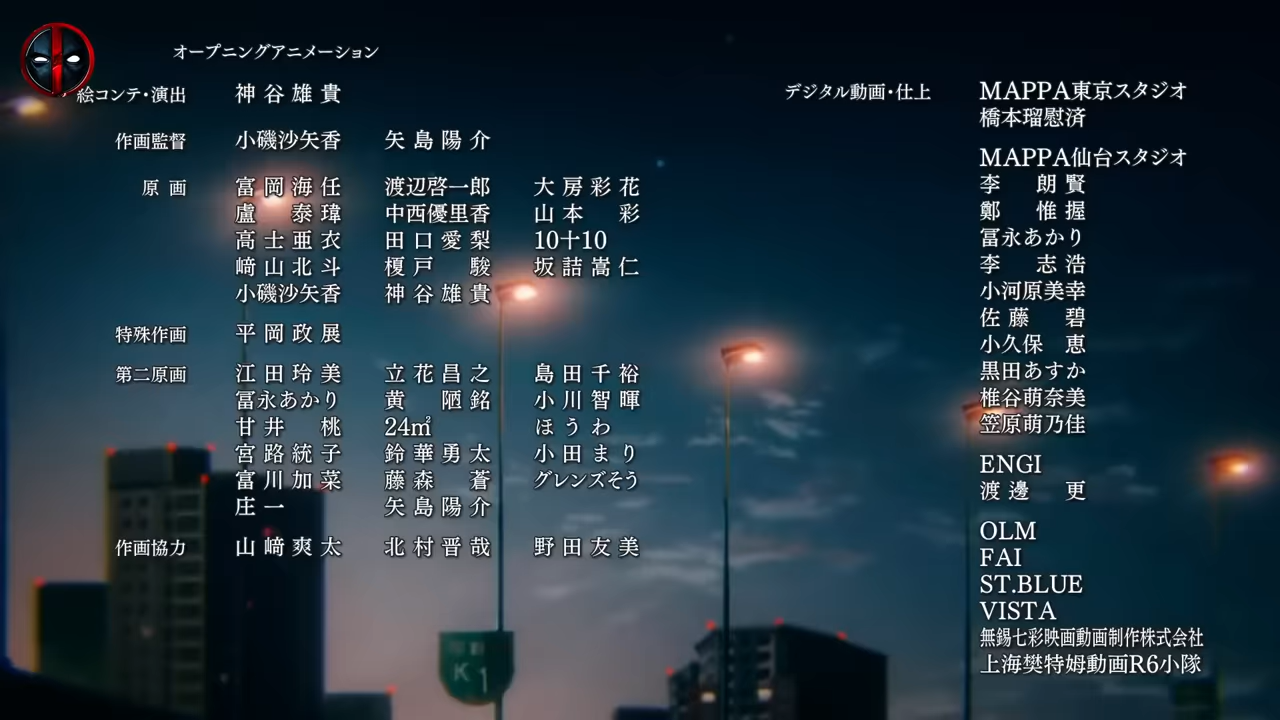 オープニングアニメーション
絵コンテ・演出 神谷雄貴
作画監督 小磯沙矢香 矢島陽介
原画 富岡海任 渡辺啓一郎 大房彩花
盧泰瑋 中西優里香 山本彩
高士亜衣 田口愛梨 10十10
﨑山北斗 榎戸駿 坂詰嵩仁
小磯沙矢香 神谷雄貴
特殊作画 平岡政展
第二原画 江田玲美 立花昌之 島田千裕
冨永あかり 黄陋銘 小川智暉
甘井桃 24㎡ ほうわ
宮路統子 鈴華勇太 小田まり
富川加菜 藤森蒼 グレンズそう
庄一 矢島陽介
作画協力 山﨑爽太 北村晋哉 野田友美
デジタル動画・仕上 MAPPA東京スタジオ
橋本瑠慰済
MAPPA仙台スタジオ
李朗賢
鄭惟握
冨永あかり
李志浩
小河原美幸
佐藤碧
小久保恵
黒田あすか
椎谷萌奈美
笠原萌乃佳
ENGI
渡邊更
OLM
FAI
ST.BLUE
VISTA
無錫七彩映画動画制作株式会社
上海樊特姆動画R6小隊
K1